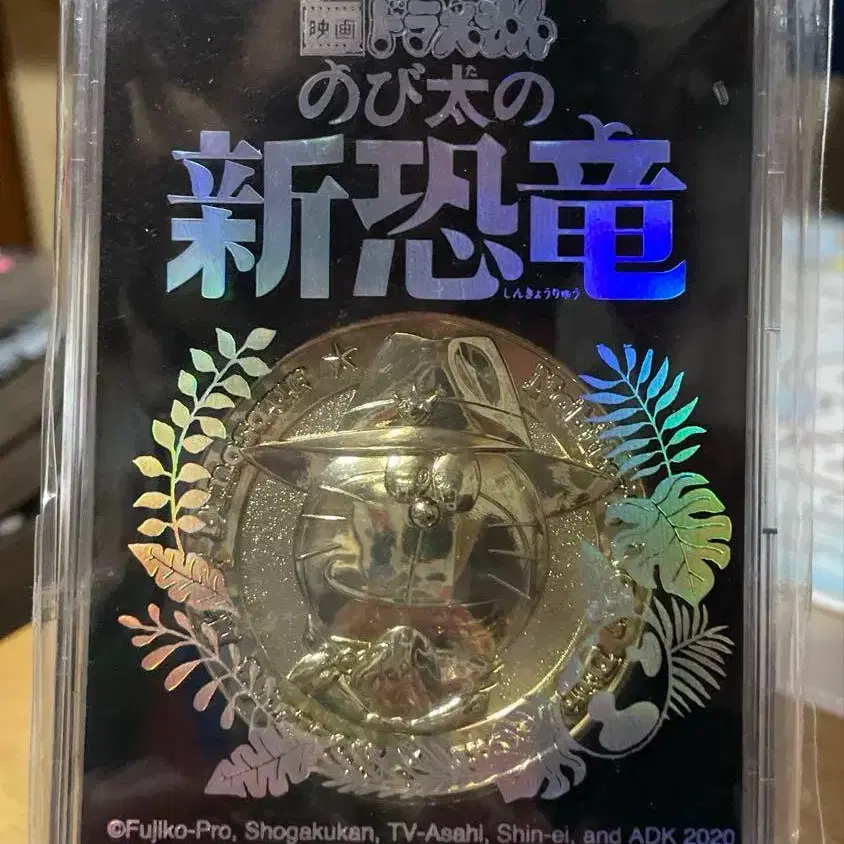 映画ドラえもん
のび太の
た
新恐竜
しんきょうりゅう
©Fujiko-Pro, Shogakukan, TV-Asahi, Shin-ei, and ADK 2020